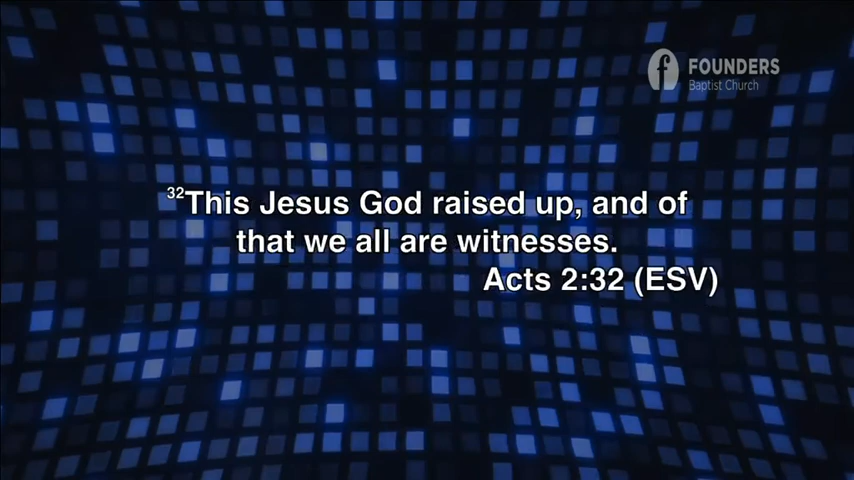 FOUNDERS
Baptist Church
32This Jesus God raised up, and of
that we all are witnesses.
Acts 2:32 (ESV)